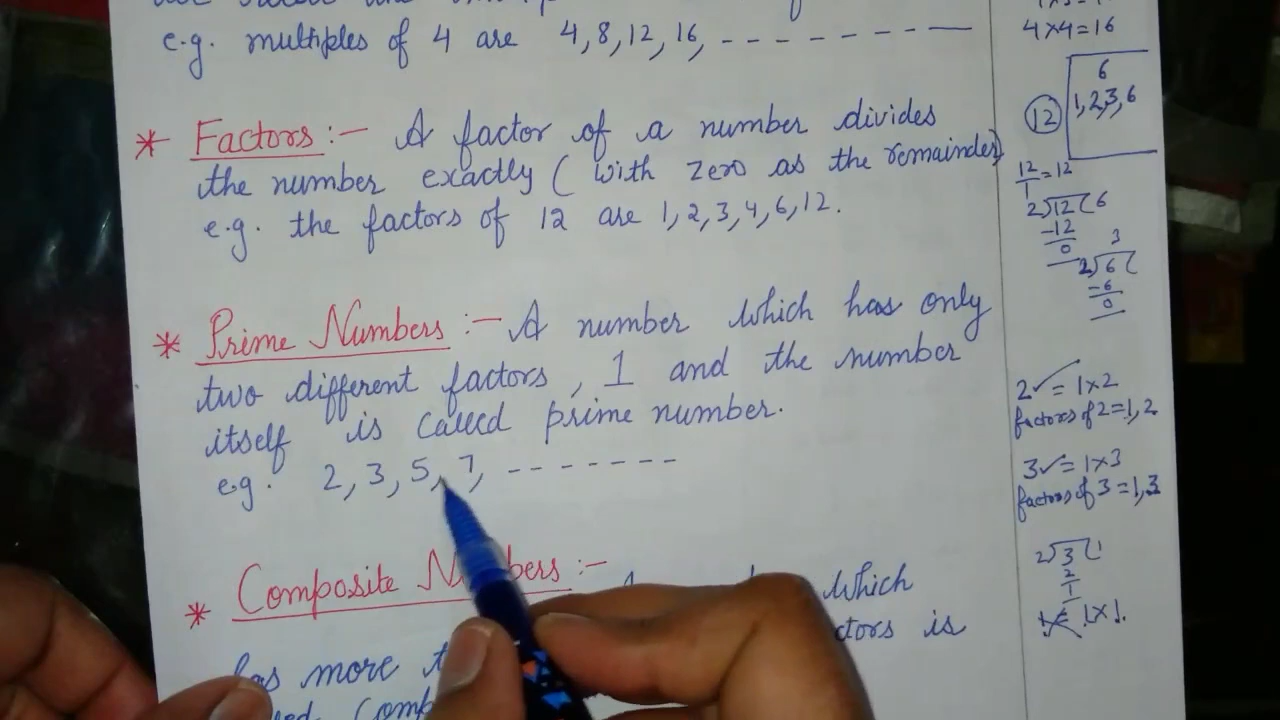 e.g. multiples of 4 are 4, 8, 12, 16, - - - - - - - -
* Factors :- A factor of a number divides
the number exactly ( with zero as the remainder)
e.g. the factors of 12 are 1, 2, 3, 4, 6, 12.
* Prime Numbers :- A number which has only
two different factors, 1 and the number
itself is called prime number.
eg. 2, 3, 5, 7, - - - - - - -
* Composite Numbers :-
which
has more
is
4×4=16
6
12 1, 2, 3, 6
12/1 = 12
2)12(6
-12
0
3
2)6(
-6
0
2✓ = 1×2
factors of 2 = 1, 2
3✓ = 1×3
factors of 3 = 1, 3
2)3(1
2
1
1× = 1×1.